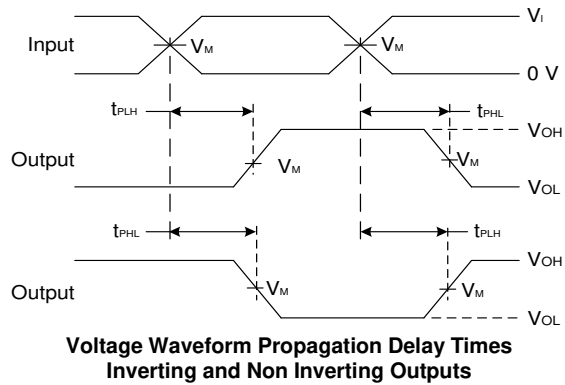 VI
Input VM VM
0 V
tPLH tPHL
VOH
Output VM VM
VOL
tPHL tPLH
VOH
Output VM VM
VOL
Voltage Waveform Propagation Delay Times
Inverting and Non Inverting Outputs